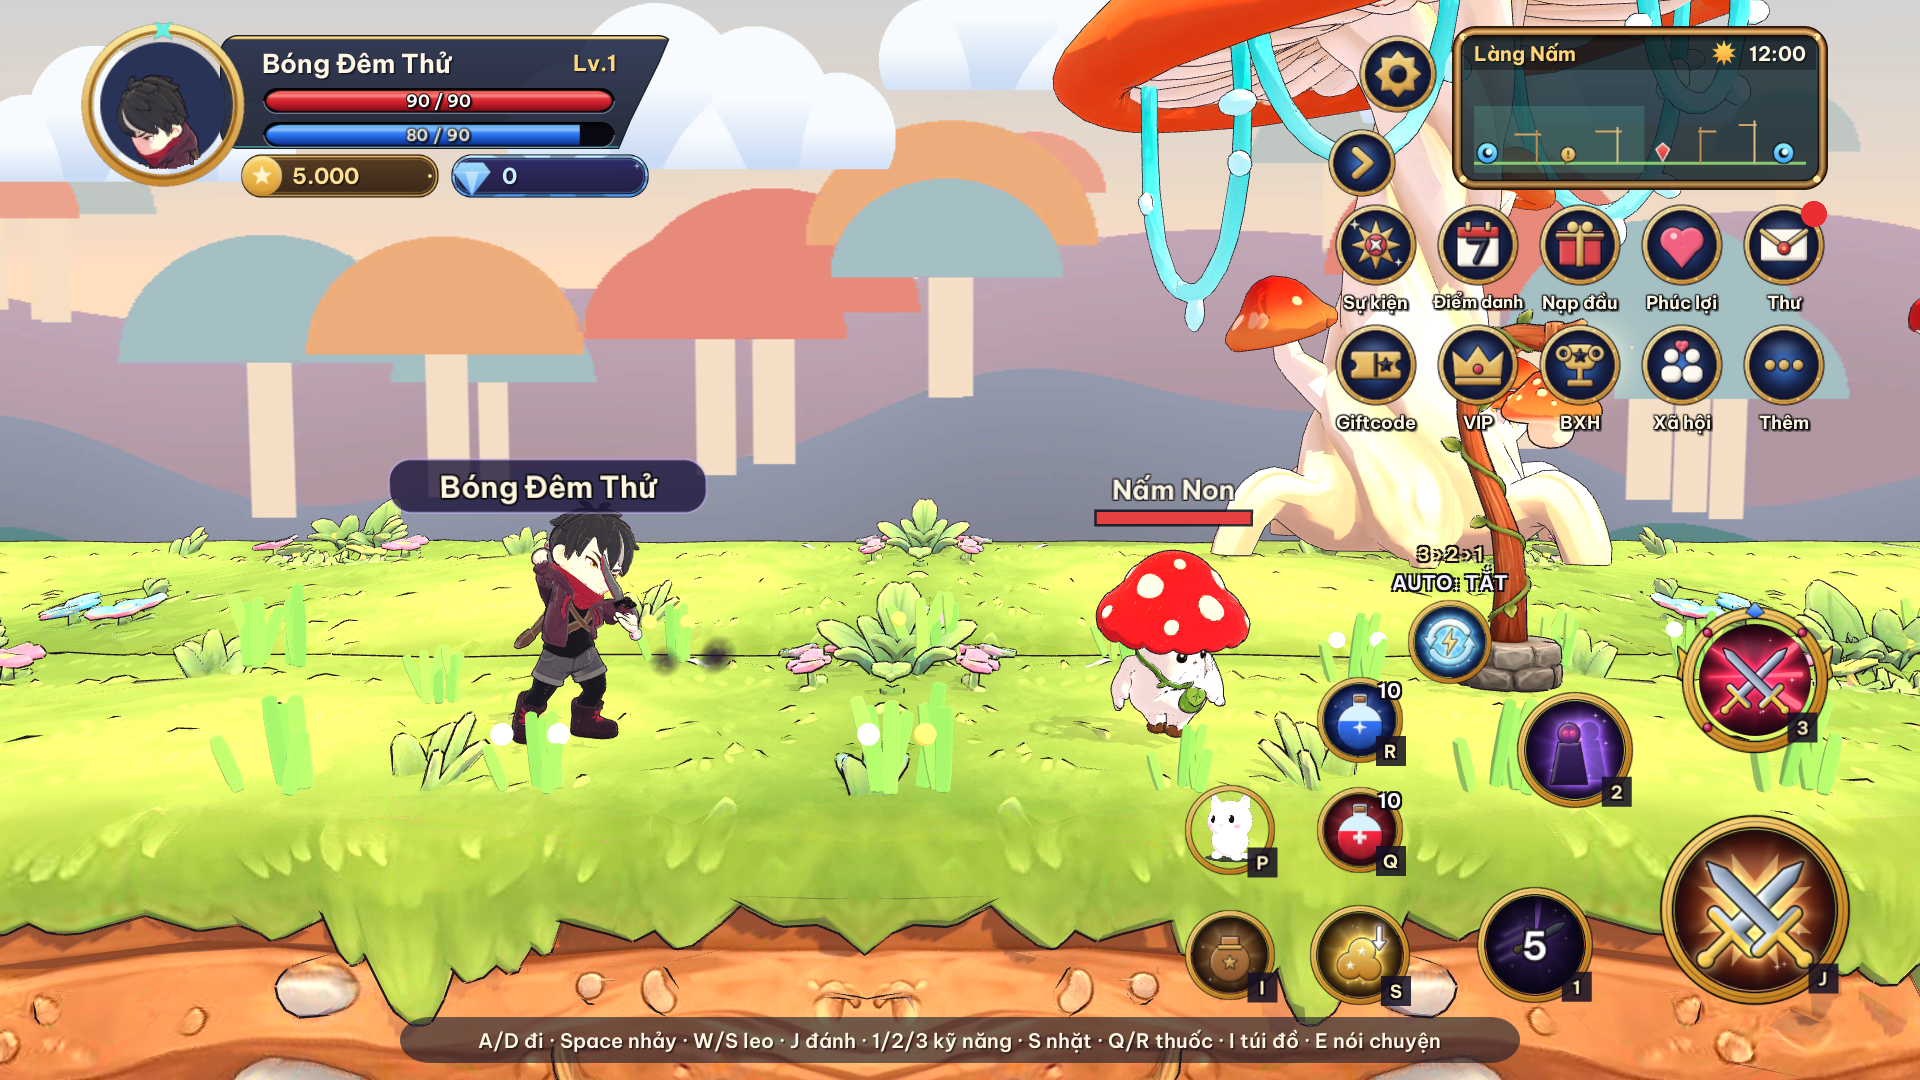 Bóng Đêm Thử
Lv.1
90 / 90
80 / 90
5.000
0
Làng Nấm
12:00
7
Sự kiện
Điểm danh
Nạp đầu
Phúc lợi
Thư
Giftcode
VIP
BXH
Xã hội
Thêm
Bóng Đêm Thử
Nấm Non
3>2>1
AUTO: TẮT
3
10
R
2
10
Q
P
I
S
5
1
J
A/D đi · Space nhảy · W/S leo · J đánh · 1/2/3 kỹ năng · S nhặt · Q/R thuốc · I túi đồ · E nói chuyện